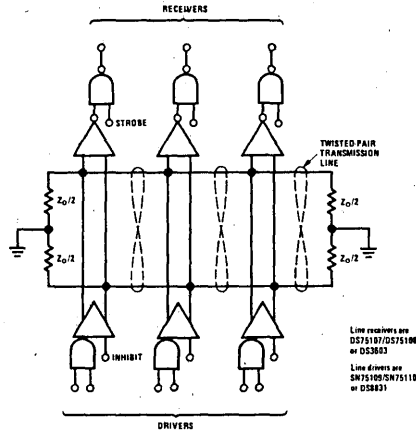 RECEIVERS
STROBE
TWISTED-PAIR
TRANSMISSION
LINE
Z₀/2
Z₀/2
Z₀/2
Z₀/2
INHIBIT
Line receivers are
DS75107/DS75108
or DS3603
Line drivers are
SN75109/SN75110
or DS8831
DRIVERS